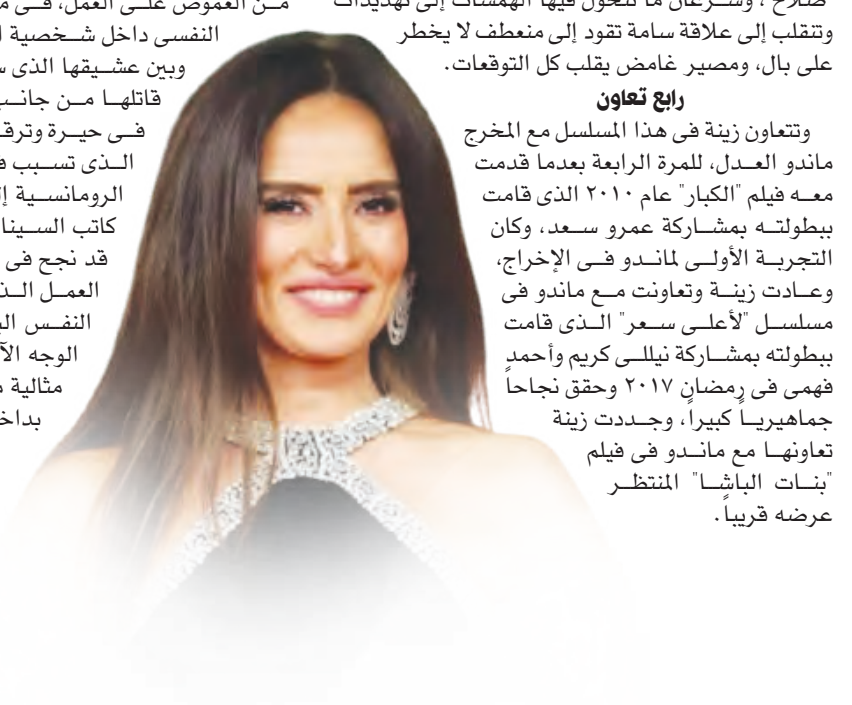 صلاح"، وسرعان ما تتحول فيها الهمسات إلى تهديدات
وتنقلب إلى علاقة سامة تقود إلى منعطف لا يخطر
على بال، ومصير غامض يقلب كل التوقعات.
رابع تعاون
وتتعاون زينة فى هذا المسلسل مع المخرج
ماندو العدل، للمرة الرابعة بعدما قدمت
معه فيلم "الكبار" عام ٢٠١٠ الذى قامت
ببطولته بمشاركة عمرو سعد، وكان
التجربة الأولى لماندو فى الإخراج،
وعادت زينة وتعاونت مع ماندو فى
مسلسل "لأعلى سعر" الذى قامت
ببطولته بمشاركة نيللى كريم وأحمد
فهمى فى رمضان ٢٠١٧ وحقق نجاحاً
جماهيرياً كبيراً، وجددت زينة
تعاونها مع ماندو فى فيلم
"بنات الباشا" المنتظر
عرضه قريباً.
من الغموض على العمل، فى
النفسى داخل شخصية
وبين عشيقها الذى
قاتلها من جانب
فى حيرة وترقب
الذى تسبب
الرومانسية
كاتب
قد نجح فى
العمل
النفس
الوجه
مثالية